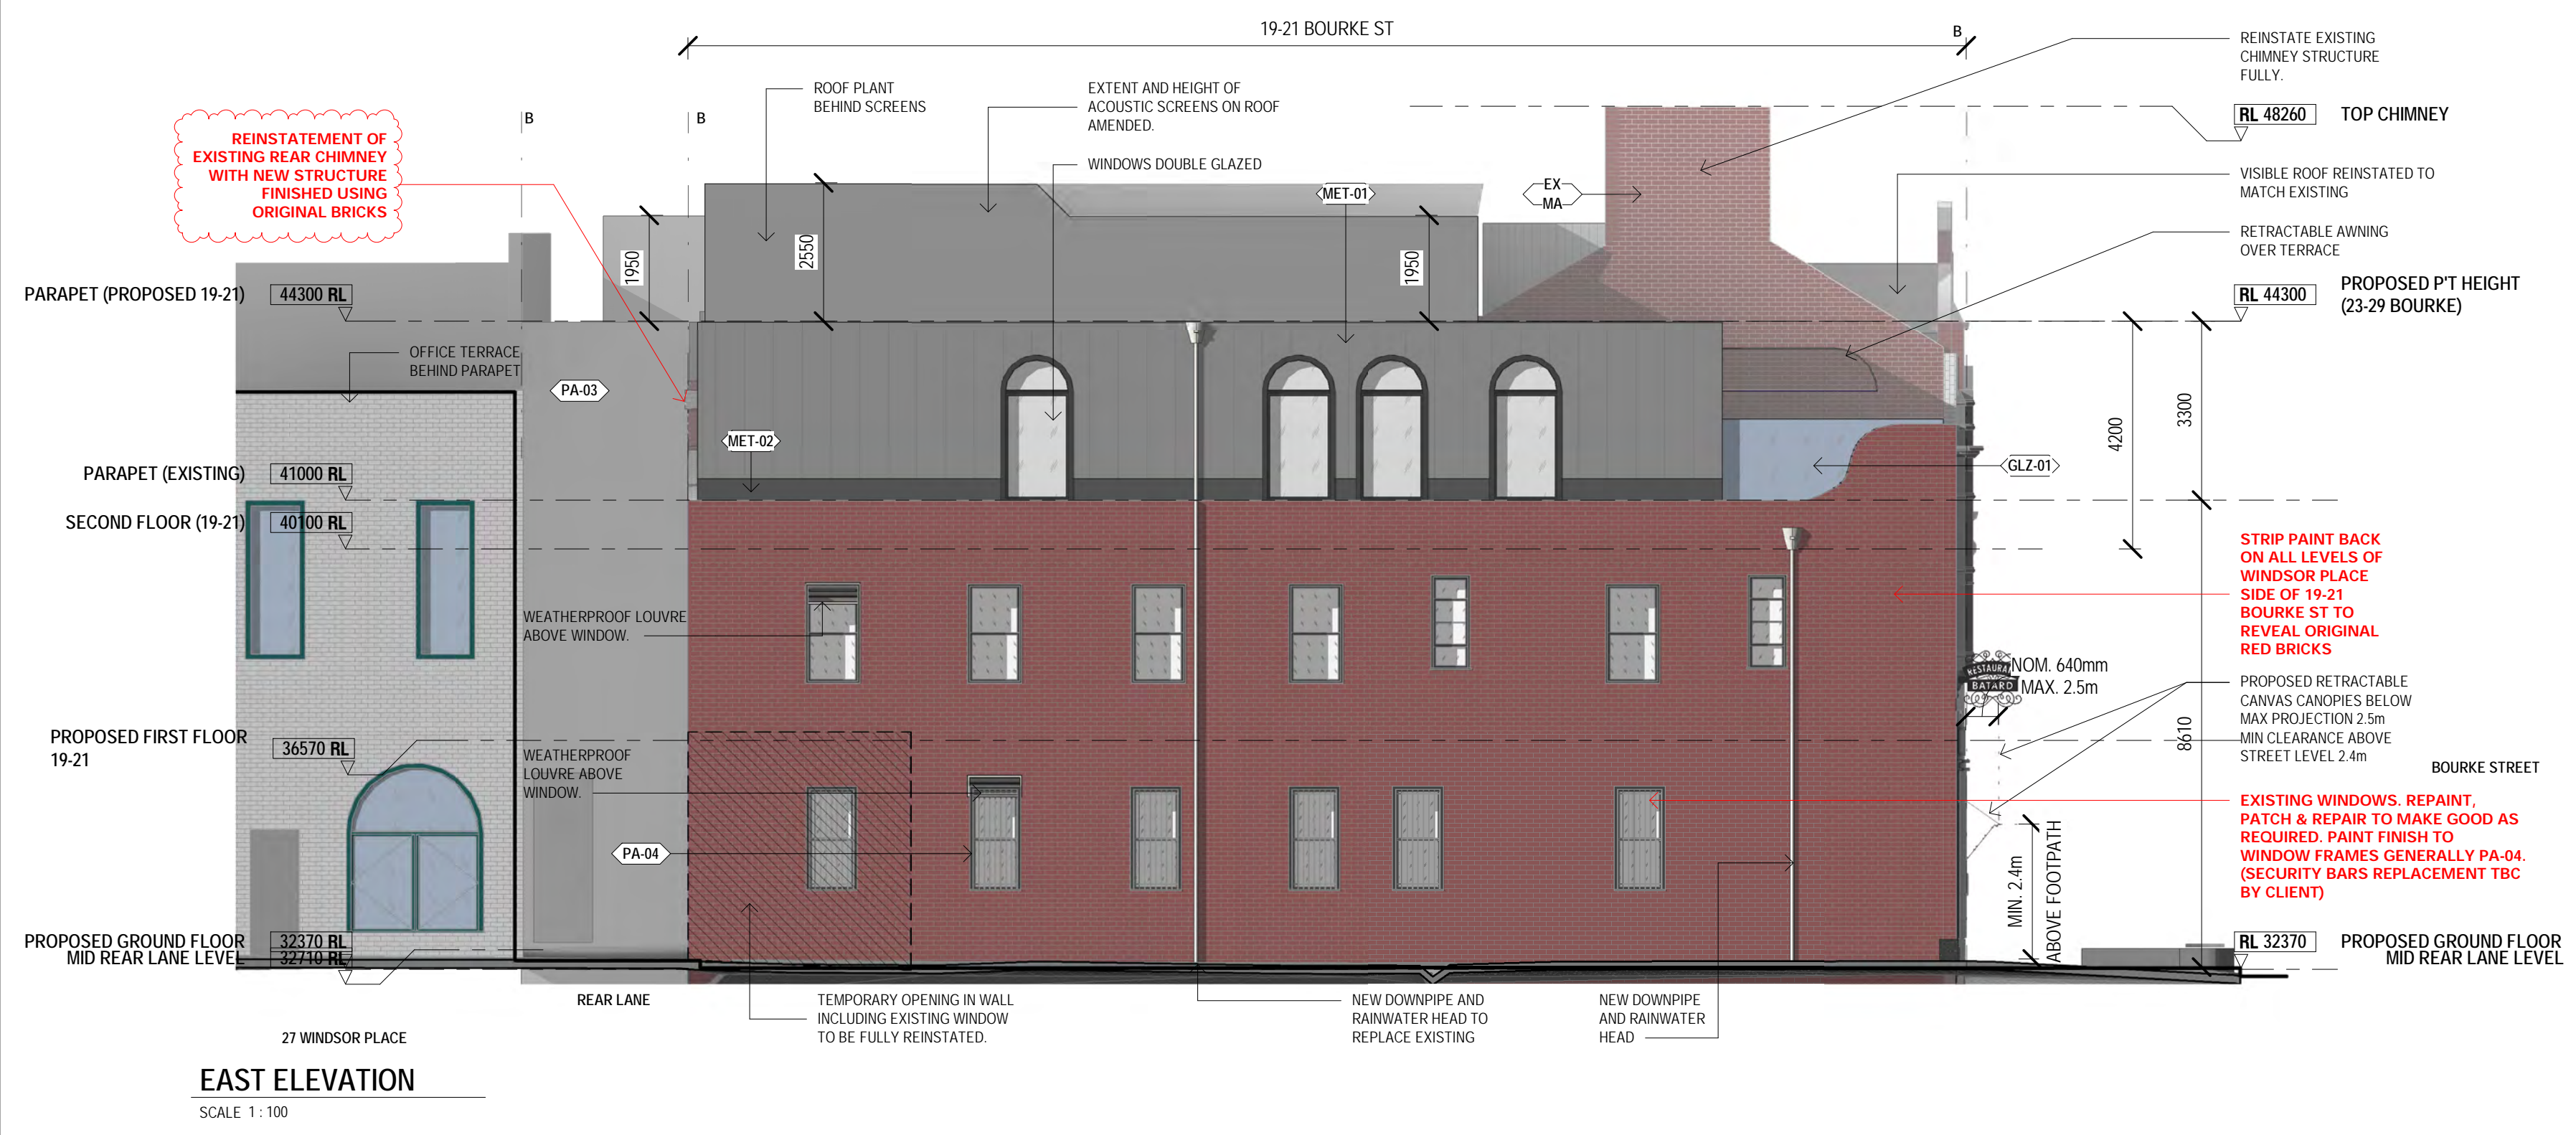 19-21 BOURKE ST
B
REINSTATE EXISTING
CHIMNEY STRUCTURE
FULLY.
ROOF PLANT
BEHIND SCREENS
EXTENT AND HEIGHT OF
ACOUSTIC SCREENS ON ROOF
AMENDED.
RL 48260
TOP CHIMNEY
B
B
REINSTATEMENT OF
EXISTING REAR CHIMNEY
WITH NEW STRUCTURE
FINISHED USING
ORIGINAL BRICKS
WINDOWS DOUBLE GLAZED
MET-01
EX
MA
VISIBLE ROOF REINSTATED TO
MATCH EXISTING
RETRACTABLE AWNING
OVER TERRACE
1950
2550
1950
PARAPET (PROPOSED 19-21)
44300 RL
RL 44300
PROPOSED P'T HEIGHT
(23-29 BOURKE)
OFFICE TERRACE
BEHIND PARAPET
PA-03
MET-02
4200
3300
PARAPET (EXISTING)
41000 RL
GLZ-01
SECOND FLOOR (19-21)
40100 RL
STRIP PAINT BACK
ON ALL LEVELS OF
WINDSOR PLACE
SIDE OF 19-21
BOURKE ST TO
REVEAL ORIGINAL
RED BRICKS
WEATHERPROOF LOUVRE
ABOVE WINDOW.
RESTAURANT
BATARD
NOM. 640mm
MAX. 2.5m
PROPOSED RETRACTABLE
CANVAS CANOPIES BELOW
MAX PROJECTION 2.5m
MIN CLEARANCE ABOVE
STREET LEVEL 2.4m
8610
PROPOSED FIRST FLOOR
19-21
36570 RL
WEATHERPROOF
LOUVRE ABOVE
WINDOW.
BOURKE STREET
EXISTING WINDOWS. REPAINT,
PATCH & REPAIR TO MAKE GOOD AS
REQUIRED. PAINT FINISH TO
WINDOW FRAMES GENERALLY PA-04.
(SECURITY BARS REPLACEMENT TBC
BY CLIENT)
PA-04
MIN. 2.4m
ABOVE FOOTPATH
PROPOSED GROUND FLOOR
32370 RL
MID REAR LANE LEVEL
32710 RL
RL 32370
PROPOSED GROUND FLOOR
MID REAR LANE LEVEL
REAR LANE
TEMPORARY OPENING IN WALL
INCLUDING EXISTING WINDOW
TO BE FULLY REINSTATED.
NEW DOWNPIPE AND
RAINWATER HEAD TO
REPLACE EXISTING
NEW DOWNPIPE
AND RAINWATER
HEAD
27 WINDSOR PLACE
EAST ELEVATION
SCALE 1 : 100